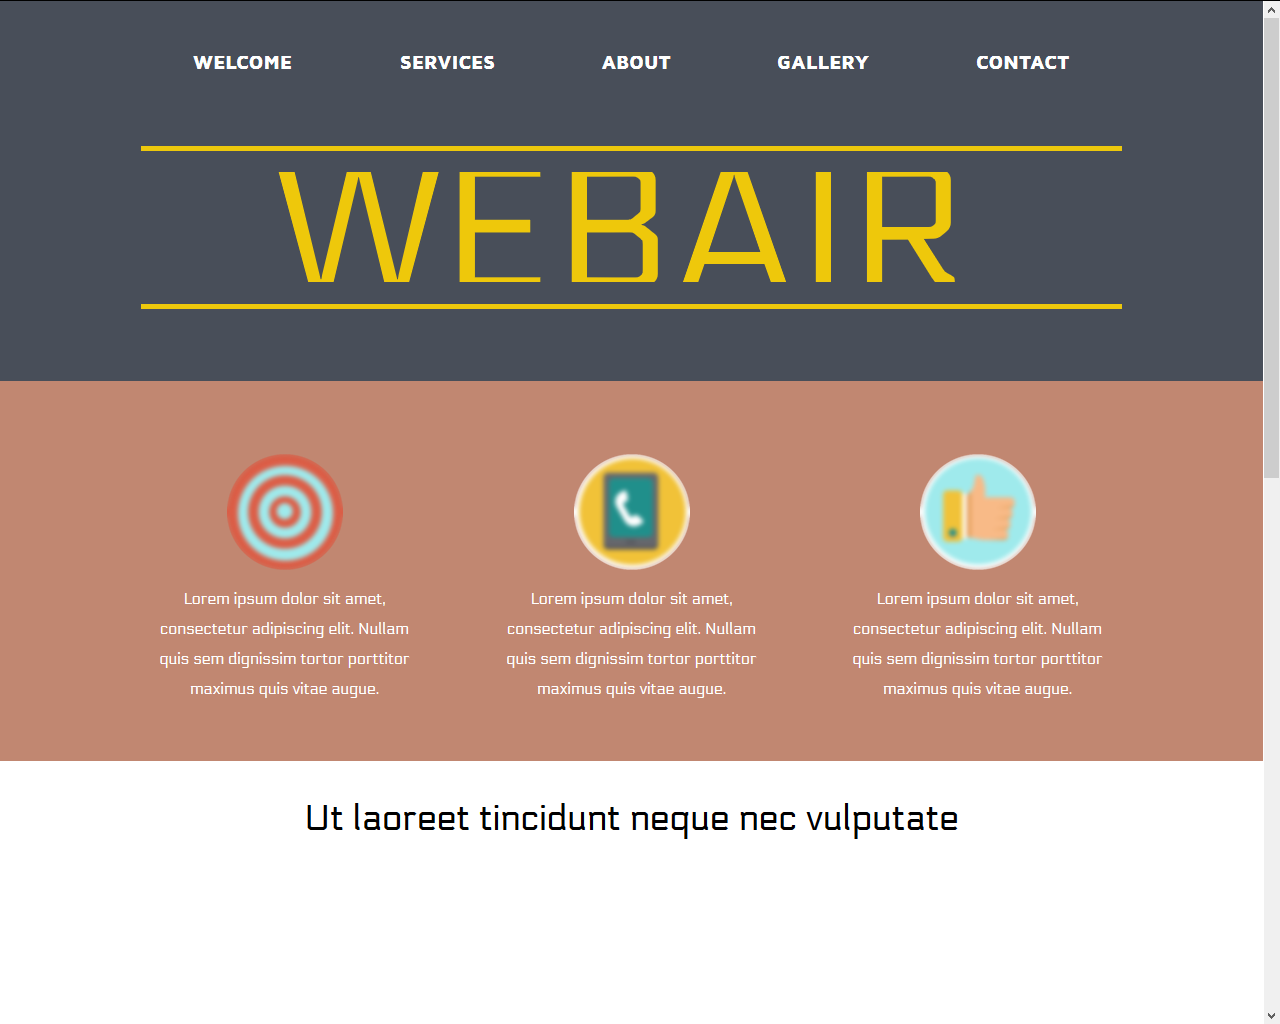 WELCOME SERVICES ABOUT GALLERY CONTACT
WEBAIR
Lorem ipsum dolor sit amet,
consectetur adipiscing elit. Nullam
quis sem dignissim tortor porttitor
maximus quis vitae augue.
Lorem ipsum dolor sit amet,
consectetur adipiscing elit. Nullam
quis sem dignissim tortor porttitor
maximus quis vitae augue.
Lorem ipsum dolor sit amet,
consectetur adipiscing elit. Nullam
quis sem dignissim tortor porttitor
maximus quis vitae augue.
Ut laoreet tincidunt neque nec vulputate